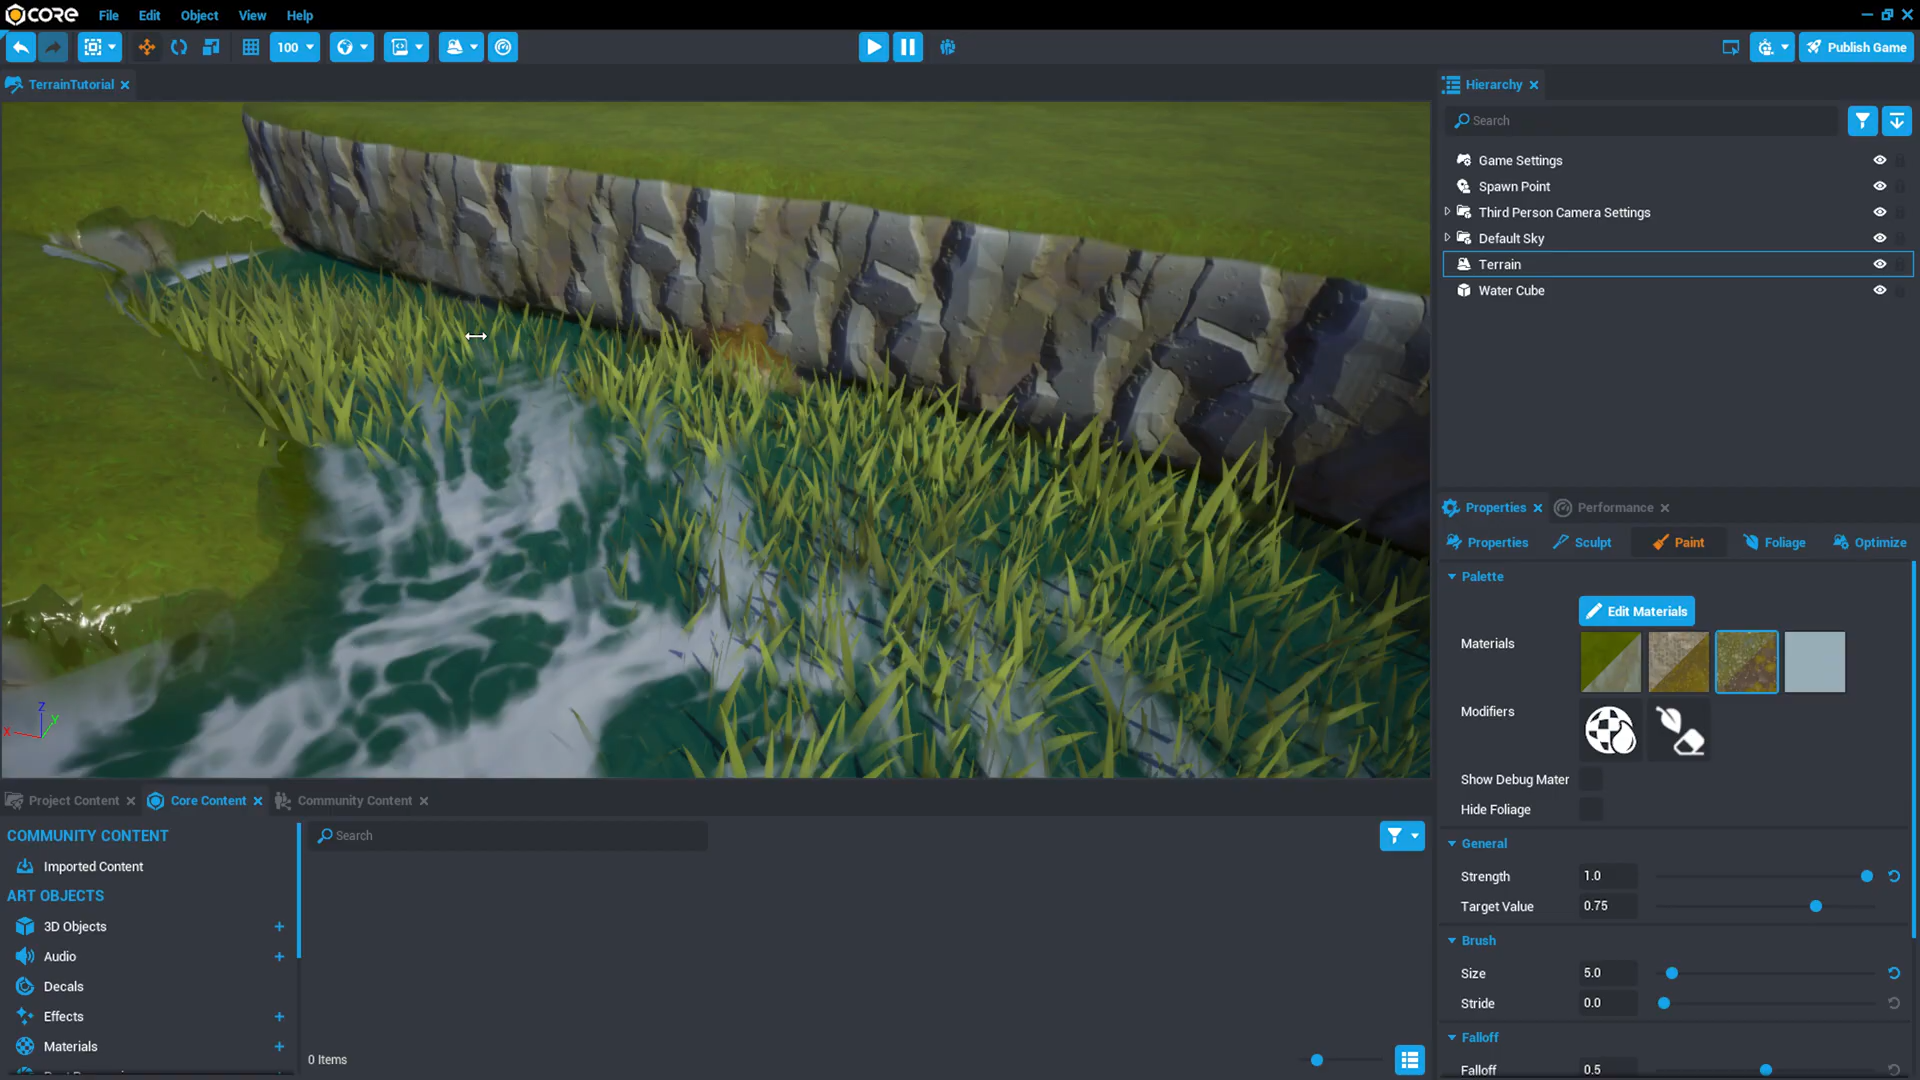 CORE File Edit Object View Help
100 Publish Game
TerrainTutorial
Hierarchy
Search
Game Settings
Spawn Point
Third Person Camera Settings
Default Sky
Terrain
Water Cube
Properties Performance
Properties Sculpt Paint Foliage Optimize
Palette
Edit Materials
Materials
Modifiers
Show Debug Mater
Hide Foliage
General
Strength 1.0
Target Value 0.75
Brush
Size 5.0
Stride 0.0
Falloff
Falloff 0.5
Z
Y
X
Project Content Core Content Community Content
COMMUNITY CONTENT
Search
Imported Content
ART OBJECTS
3D Objects
Audio
Decals
Effects
Materials
0 Items